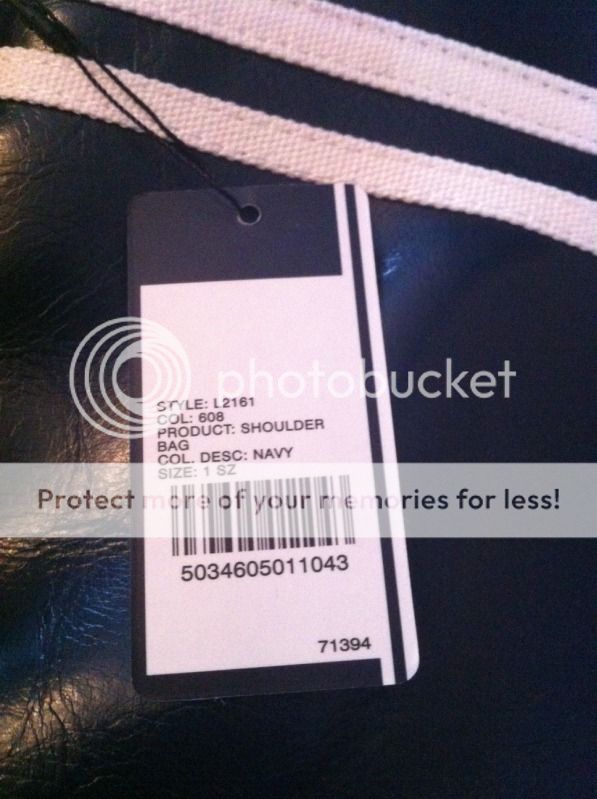 photobucket
STYLE: L2161
COL: 608
PRODUCT: SHOULDER
BAG
COL. DESC: NAVY
SIZE: 1 SZ
Protect more of your memories for less!
5034605011043
71394